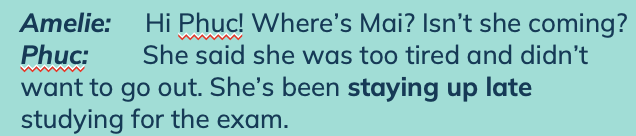 Amelie: Hi Phuc! Where's Mai? Isn't she coming?
Phuc: She said she was too tired and didn't
want to go out. She's been staying up late
studying for the exam.